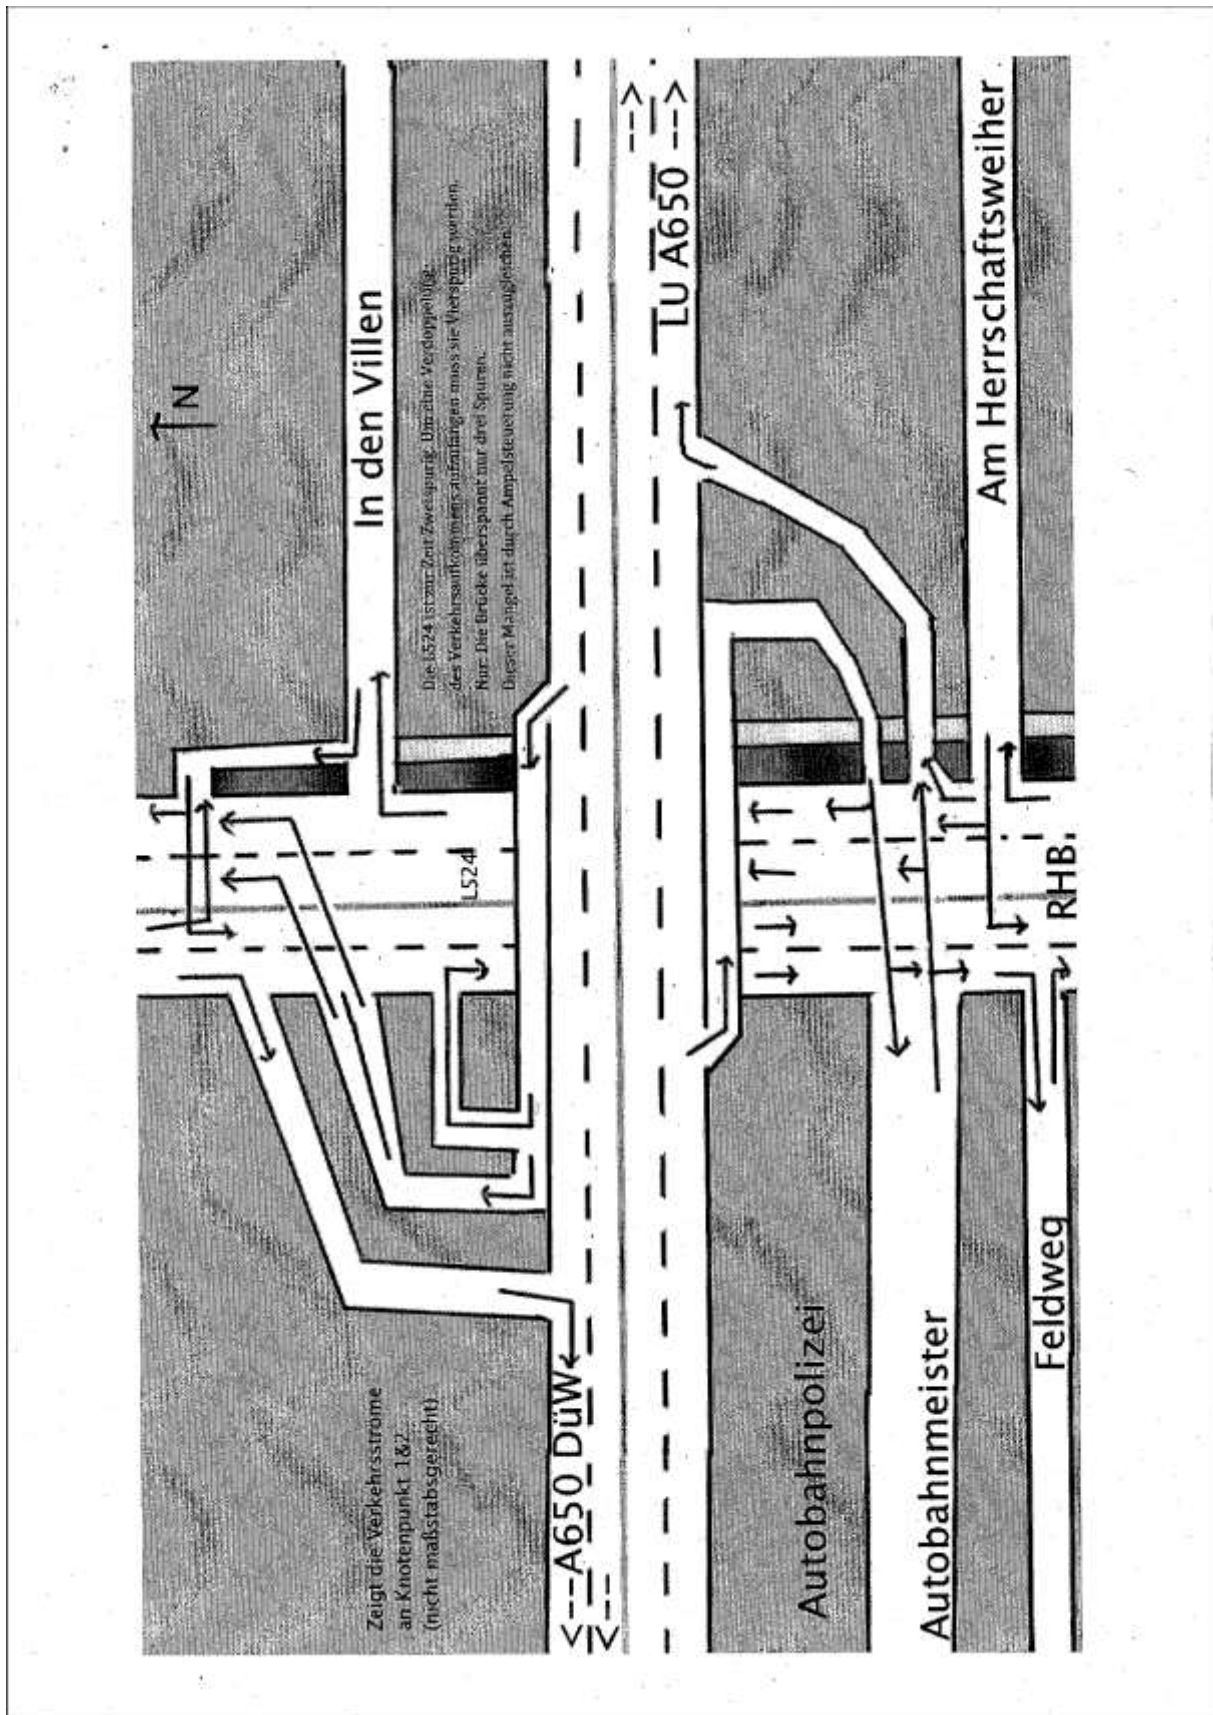 N
In den Villen
Die L524 ist zur Zeit Zweispurig. Um eine Verdoppelung
des Verkehrsaufkommens aufzufangen muss sie Vierspurig werden.
Nur: Die Brücke überspannt nur drei Spuren.
Dieser Mangel ist durch Ampelsteuerung nicht auszugleichen.
LU A650 -->
-->
Am Herrschaftsweiher
L524
RHB.
Zeigt die Verkehrsströme
an Knotenpunkt 1&2.
(nicht maßstabsgerecht)
<---A650 DüW
<---
Autobahnpolizei
Autobahnmeister
Feldweg